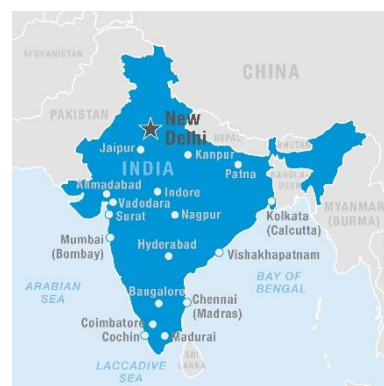 AFGHANISTAN
CHINA
PAKISTAN
New
Delhi
NEPAL
BHUTAN
Jaipur
Kanpur
BANGLA-
DESH
INDIA
Patna
MYANMAR
(BURMA)
Ahmadabad
Indore
Vadodara
Surat
Nagpur
Kolkata
(Calcutta)
Mumbai
(Bombay)
Hyderabad
Vishakhapatnam
ARABIAN
SEA
BAY OF
BENGAL
Bangalore
Chennai
(Madras)
Coimbatore
Cochin
Madurai
SRI
LANKA
LACCADIVE
SEA